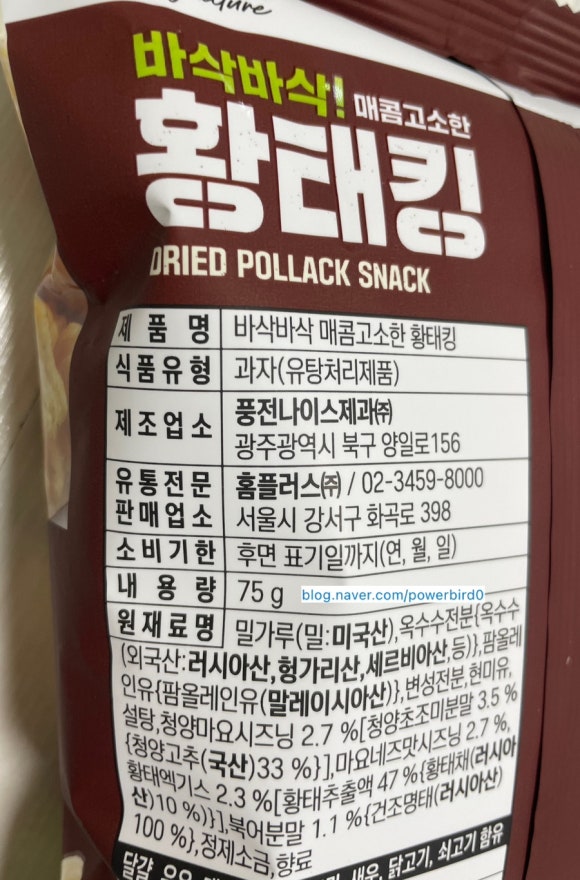 바삭바삭! 매콤고소한
황태킹
DRIED POLLACK SNACK
제 품 명 바삭바삭 매콤고소한 황태킹
식품유형 과자(유탕처리제품)
제조업소 풍전나이스제과㈜
광주광역시 북구 양일로156
유통전문 홈플러스㈜ / 02-3459-8000
판매업소 서울시 강서구 화곡로 398
소비기한 후면 표기일까지(연, 월, 일)
내 용 량 75 g blog.naver.com/powerbird0
원재료명 밀가루(밀:미국산),옥수수전분{옥수수
(외국산:러시아산,헝가리산,세르비아산,등)},팜올레
인유{팜올레인유(말레이시아산)},변성전분,현미유,
설탕,청양마요시즈닝 2.7 %[청양초조미분말 3.5 %
{청양고추(국산)33 %}],마요네즈맛시즈닝 2.7 %,
황태엑기스 2.3 %[황태추출액 47 %{황태채(러시아
산)10 %)}],북어분말 1.1 %{건조명태(러시아산)
100 %},정제소금,향료
달걀 새우, 닭고기, 쇠고기 함유